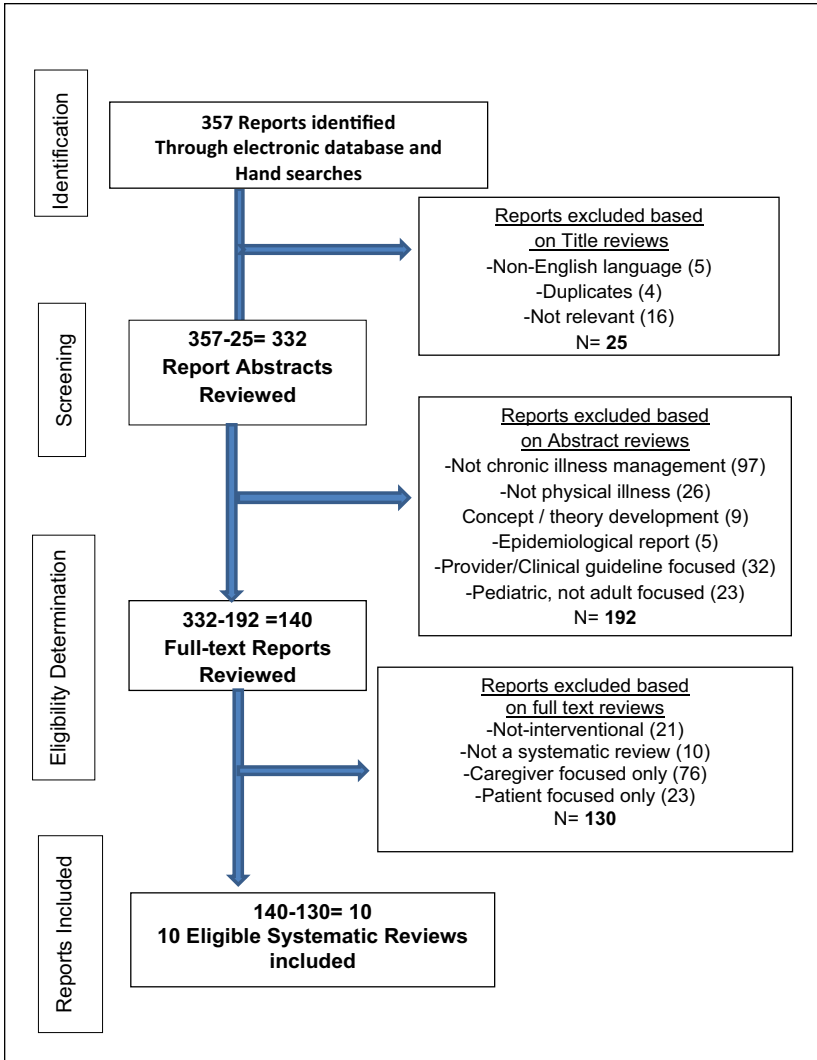 Identification
357 Reports identified
Through electronic database and
Hand searches
Reports excluded based
on Title reviews
-Non-English language (5)
-Duplicates (4)
-Not relevant (16)
N= 25
Screening
357-25= 332
Report Abstracts
Reviewed
Reports excluded based
on Abstract reviews
-Not chronic illness management (97)
-Not physical illness (26)
Concept / theory development (9)
-Epidemiological report (5)
-Provider/Clinical guideline focused (32)
-Pediatric, not adult focused (23)
N= 192
Eligibility Determination
332-192 =140
Full-text Reports
Reviewed
Reports excluded based
on full text reviews
-Not-interventional (21)
-Not a systematic review (10)
-Caregiver focused only (76)
-Patient focused only (23)
N= 130
Reports Included
140-130= 10
10 Eligible Systematic Reviews
included